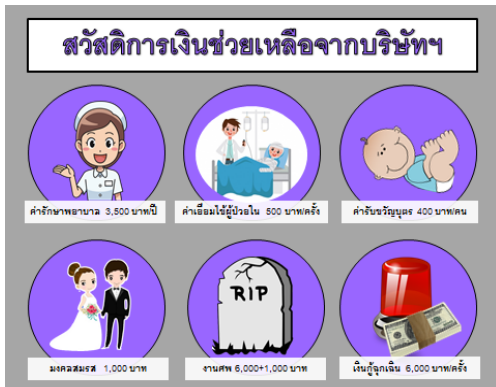 สวัสดิการเงินช่วยเหลือจากบริษัทฯ
ค่ารักษาพยาบาล 3,500 บาท/ปี
ค่าเยี่ยมไข้ผู้ป่วยใน 500 บาท/ครั้ง
ค่ารับขวัญบุตร 400 บาท/คน
RIP
มงคลสมรส 1,000 บาท
งานศพ 6,000+1,000 บาท
เงินกู้ฉุกเฉิน 6,000 บาท/ครั้ง